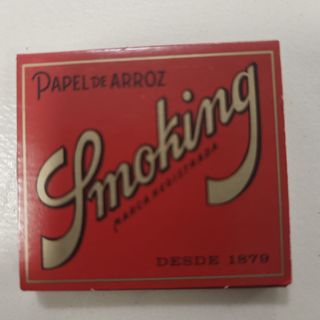 PAPEL DE ARROZ
Smoking
MARCA REGISTRADA
DESDE 1879